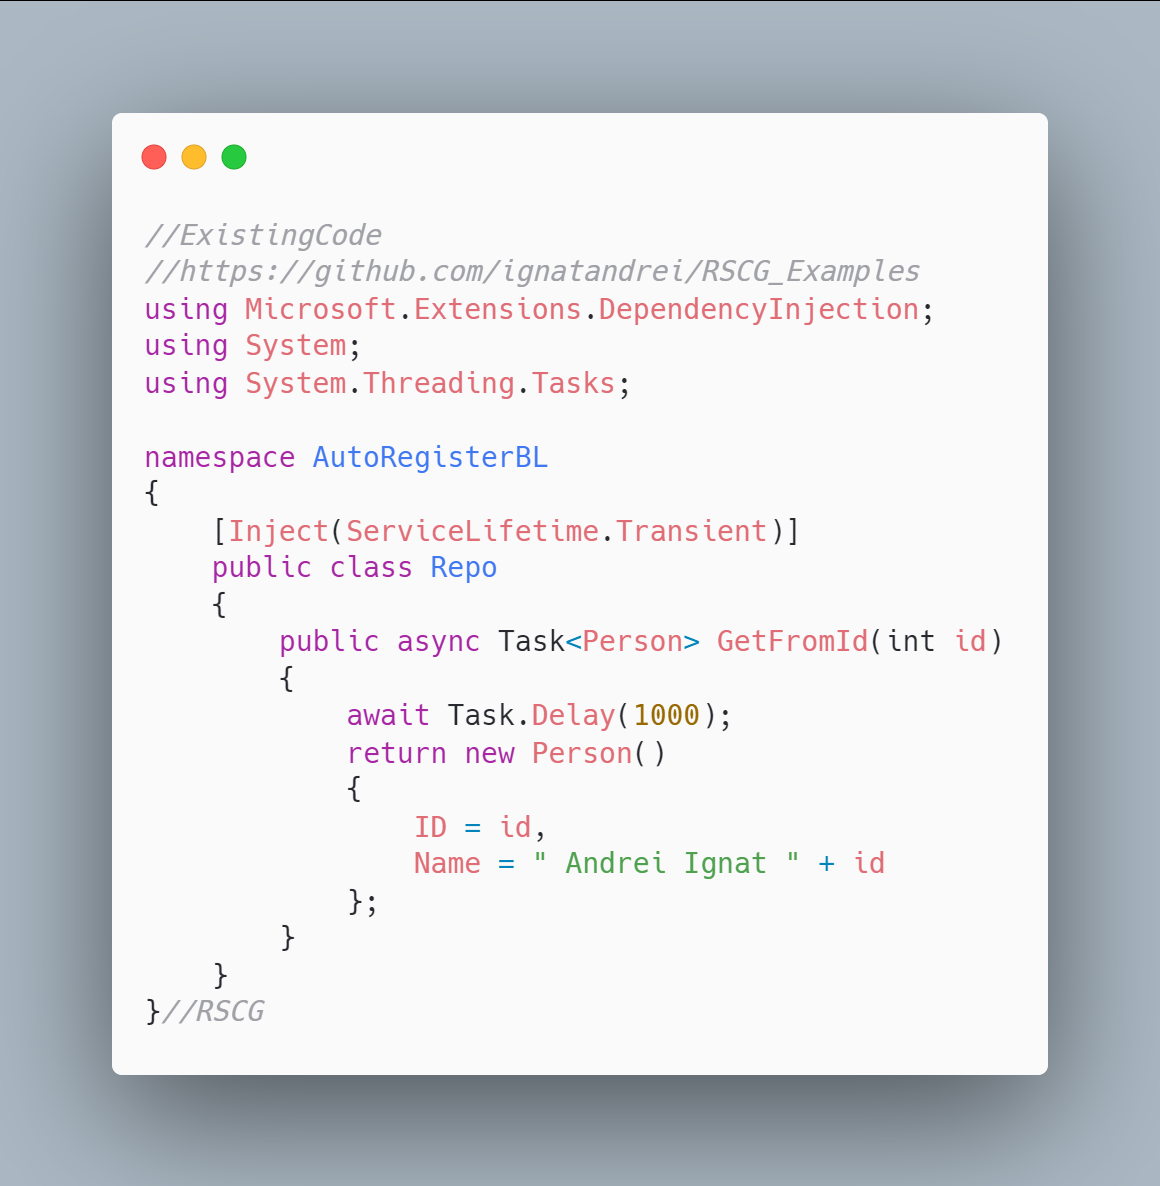 //ExistingCode
//https://github.com/ignatandrei/RSCG_Examples
using Microsoft.Extensions.DependencyInjection;
using System;
using System.Threading.Tasks;

namespace AutoRegisterBL
{
    [Inject(ServiceLifetime.Transient)]
    public class Repo
    {
        public async Task<Person> GetFromId(int id)
        {
            await Task.Delay(1000);
            return new Person()
            {
                ID = id,
                Name = " Andrei Ignat " + id
            };
        }
    }
}//RSCG